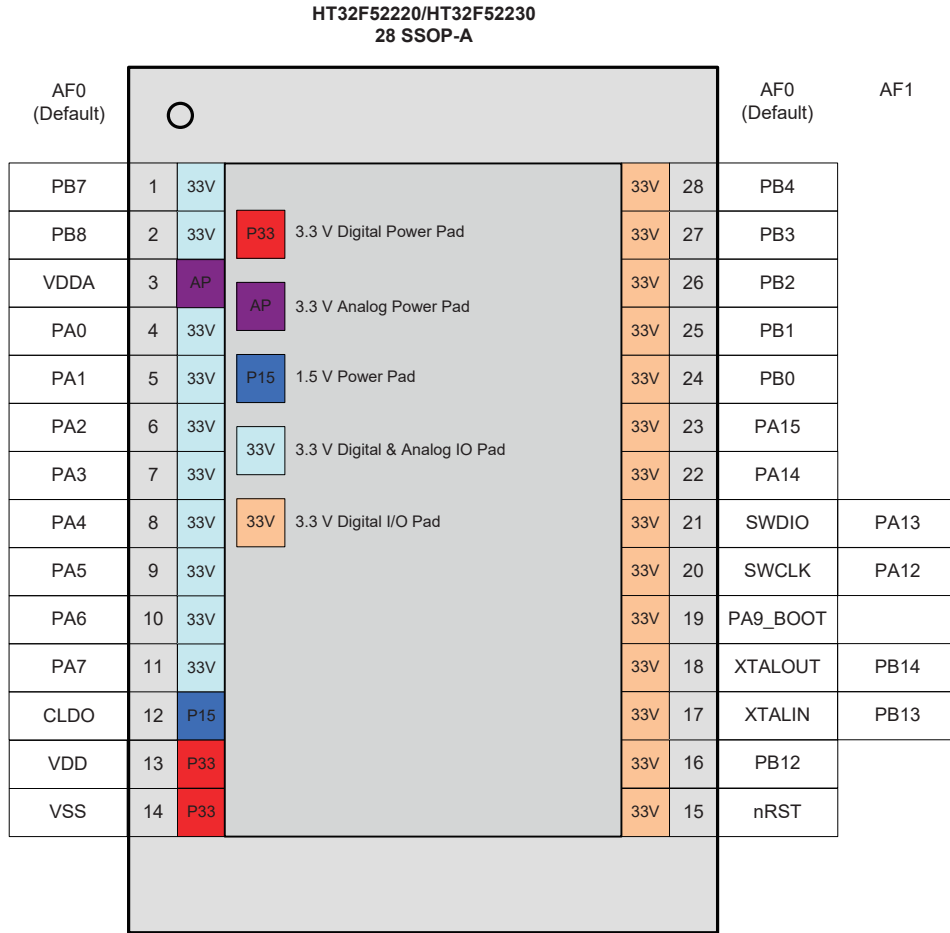 HT32F52220/HT32F52230
28 SSOP-A
AF0
(Default)
AF0
(Default)
AF1
PB7 1 33V 33V 28 PB4
PB8 2 33V P33 3.3 V Digital Power Pad 33V 27 PB3
VDDA 3 AP 33V 26 PB2
AP 3.3 V Analog Power Pad
PA0 4 33V 33V 25 PB1
PA1 5 33V P15 1.5 V Power Pad 33V 24 PB0
PA2 6 33V 33V 23 PA15
33V 3.3 V Digital & Analog IO Pad
PA3 7 33V 33V 22 PA14
PA4 8 33V 33V 3.3 V Digital I/O Pad 33V 21 SWDIO PA13
PA5 9 33V 33V 20 SWCLK PA12
PA6 10 33V 33V 19 PA9_BOOT
PA7 11 33V 33V 18 XTALOUT PB14
CLDO 12 P15 33V 17 XTALIN PB13
VDD 13 P33 33V 16 PB12
VSS 14 P33 33V 15 nRST